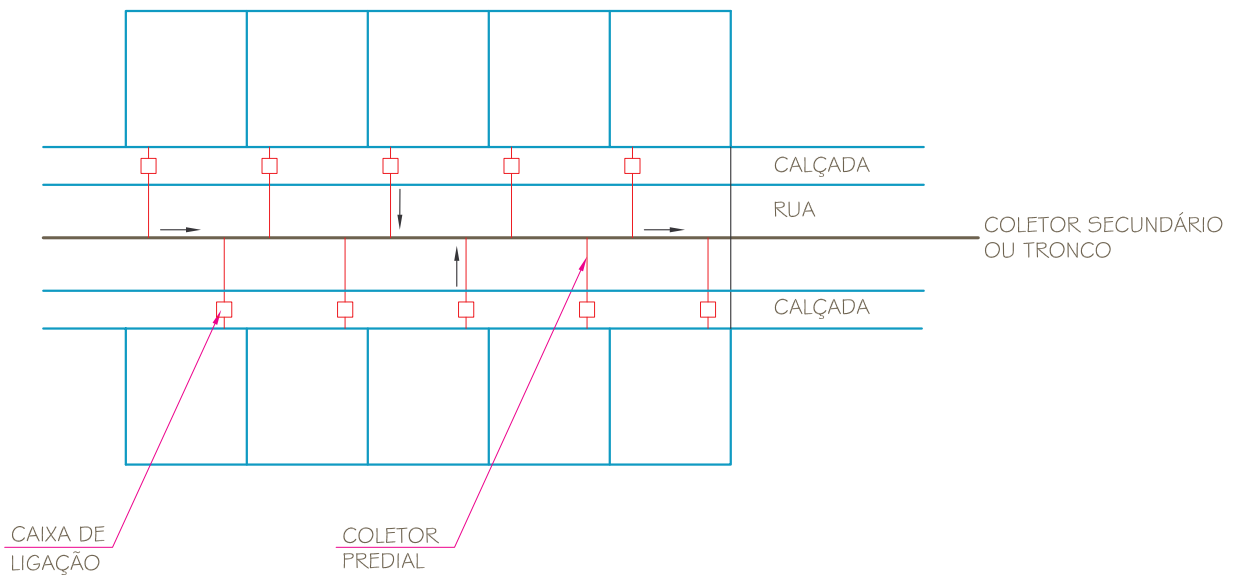 CALÇADA
RUA
COLETOR SECUNDÁRIO
OU TRONCO
CALÇADA
CAIXA DE
LIGAÇÃO
COLETOR
PREDIAL